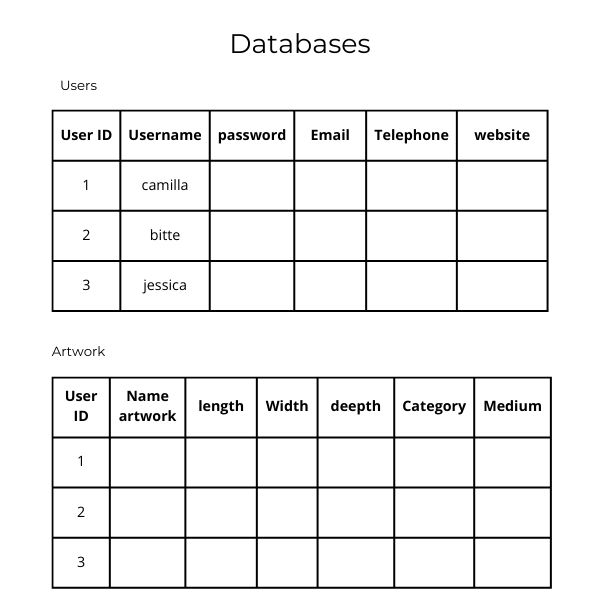 Databases
Users
User ID Username password Email Telephone website
1 camilla
2 bitte
3 jessica
Artwork
User ID Name artwork length Width deepth Category Medium
1
2
3